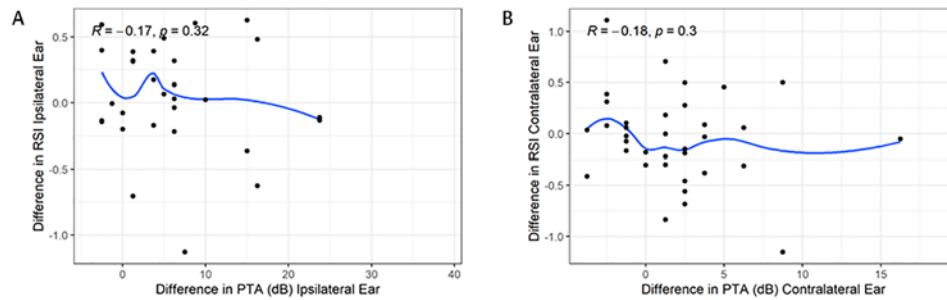 A
R = −0.17, p = 0.32
0.5
0.0
-0.5
-1.0
0
10
20
30
40
Difference in PTA (dB) Ipsilateral Ear
Difference in RSI Ipsilateral Ear
B
R = −0.18, p = 0.3
1.0
0.5
0.0
-0.5
-1.0
0
5
10
15
Difference in PTA (dB) Contralateral Ear
Difference in RSI Contralateral Ear